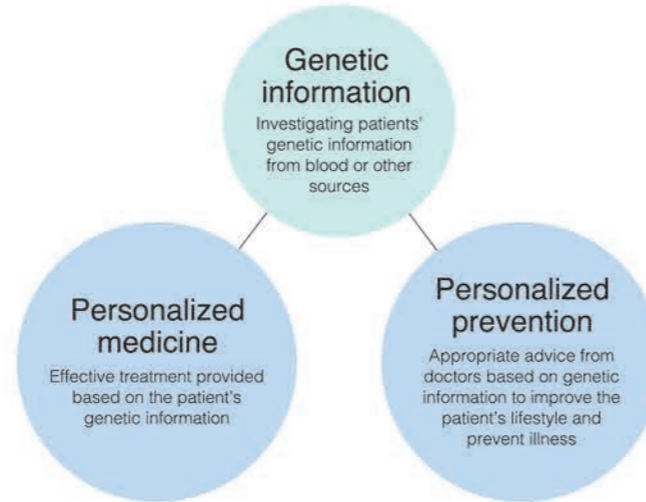 Genetic
information
Investigating patients'
genetic information
from blood or other
sources
Personalized
medicine
Effective treatment provided
based on the patient's
genetic information
Personalized
prevention
Appropriate advice from
doctors based on genetic
information to improve the
patient's lifestyle and
prevent illness